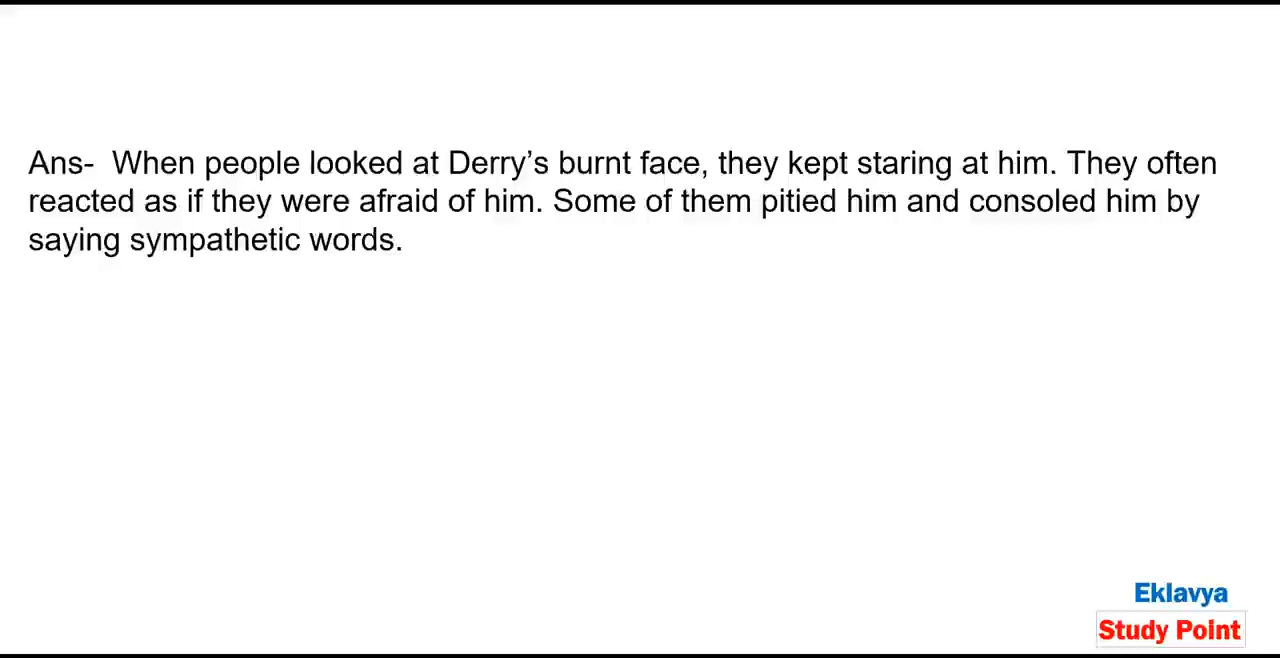 Ans-  When people looked at Derry’s burnt face, they kept staring at him. They often
reacted as if they were afraid of him. Some of them pitied him and consoled him by
saying sympathetic words.
Eklavya
Study Point